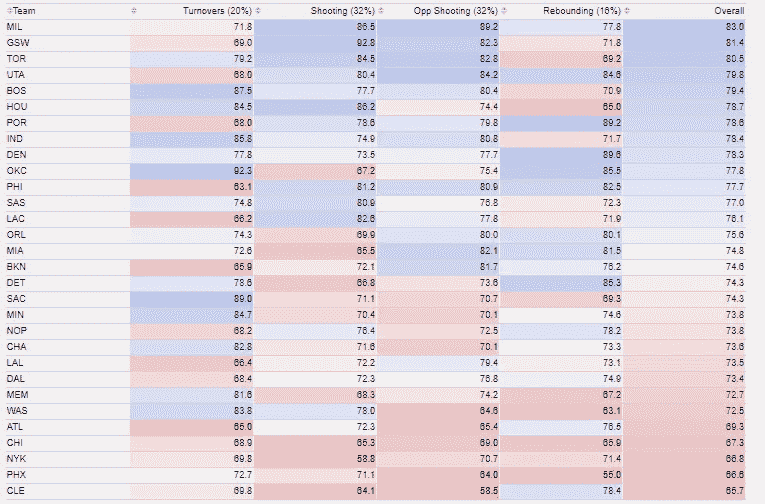 Team Turnovers (20%) Shooting (32%) Opp Shooting (32%) Rebounding (16%) Overall
MIL 71.8 86.5 89.2 77.8 83.0
GSW 69.0 92.8 82.3 71.8 81.4
TOR 79.2 84.5 82.8 69.2 80.5
UTA 68.0 80.4 84.2 84.6 79.8
BOS 87.5 77.7 80.4 70.9 79.4
HOU 84.5 86.2 74.4 65.0 78.7
POR 68.0 78.6 79.8 89.2 78.6
IND 85.8 74.9 80.8 71.7 78.4
DEN 77.8 73.5 77.7 89.6 78.3
OKC 92.3 67.2 75.4 85.5 77.8
PHI 63.1 81.2 80.9 82.5 77.7
SAS 74.8 80.9 76.8 72.3 77.0
LAC 66.2 82.6 77.8 71.9 76.1
ORL 74.3 69.9 80.0 80.1 75.6
MIA 72.6 65.5 82.1 81.5 74.8
BKN 65.9 72.1 81.7 76.2 74.6
DET 78.6 66.8 73.6 85.3 74.3
SAC 89.0 71.1 70.7 69.3 74.3
MIN 84.7 70.4 70.1 74.6 73.8
NOP 68.2 76.4 72.5 78.2 73.8
CHA 82.8 71.6 70.1 73.3 73.6
LAL 66.4 72.2 79.4 73.1 73.5
DAL 68.4 72.3 76.8 74.9 73.4
MEM 81.6 68.3 74.2 67.2 72.7
WAS 83.8 78.0 64.6 63.1 72.5
ATL 65.0 72.3 65.4 76.5 69.3
CHI 68.9 65.3 69.0 65.9 67.3
NYK 69.8 58.8 70.7 71.4 66.8
PHX 72.7 71.1 64.0 55.0 66.6
CLE 69.8 64.1 58.5 78.4 65.7